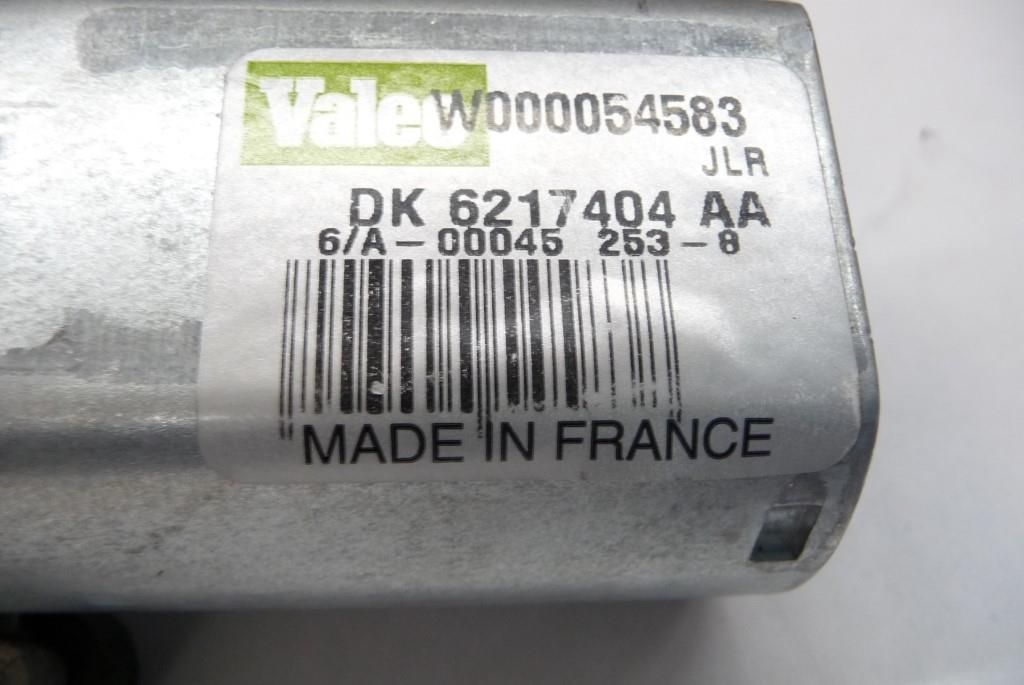 Valeo W000054583
JLR
DK 6217404 AA
6/A-00045 253-8
MADE IN FRANCE